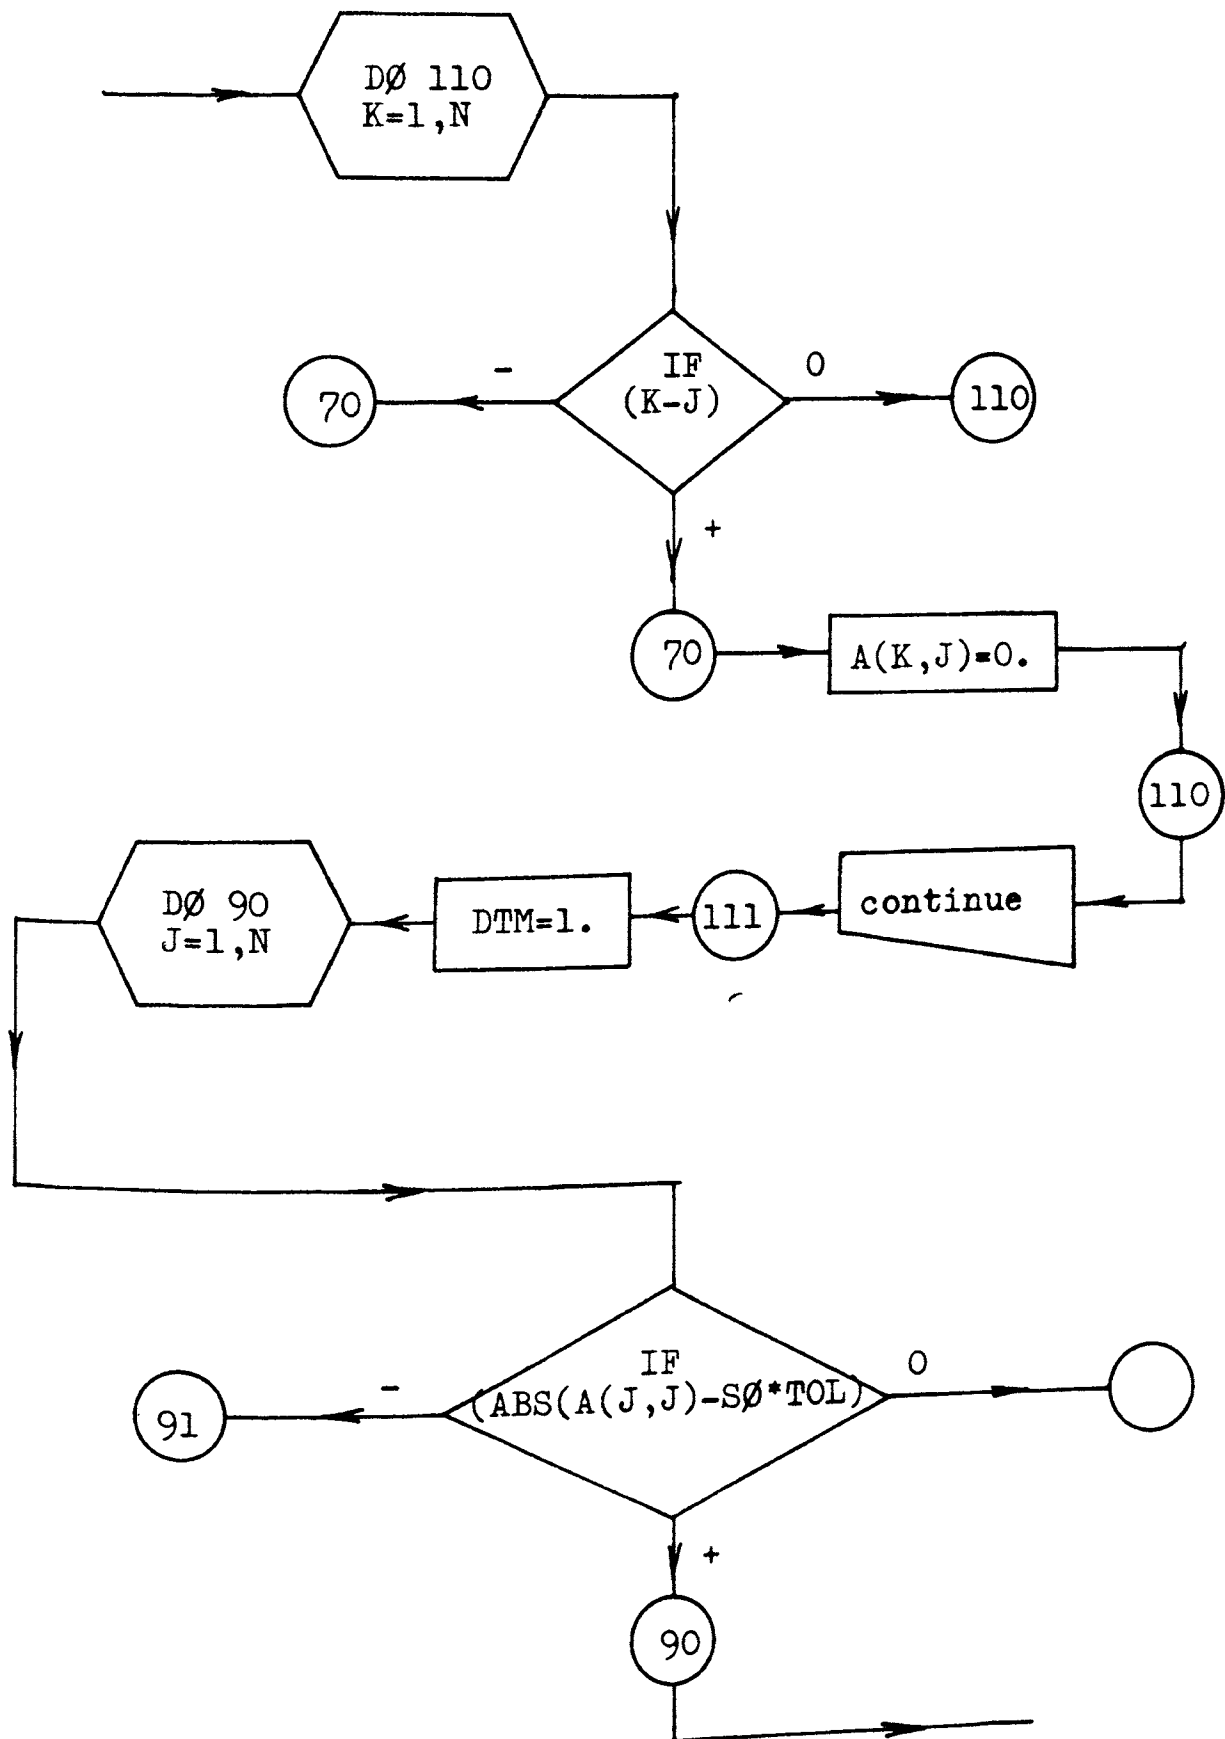 DØ 110
K=1,N
IF
(K-J)
-
0
70
110
+
70
A(K,J)=0.
110
DØ 90
J=1,N
DTM=1.
111
continue
IF
(ABS(A(J,J)-SØ*TOL)
-
0
91
+
90